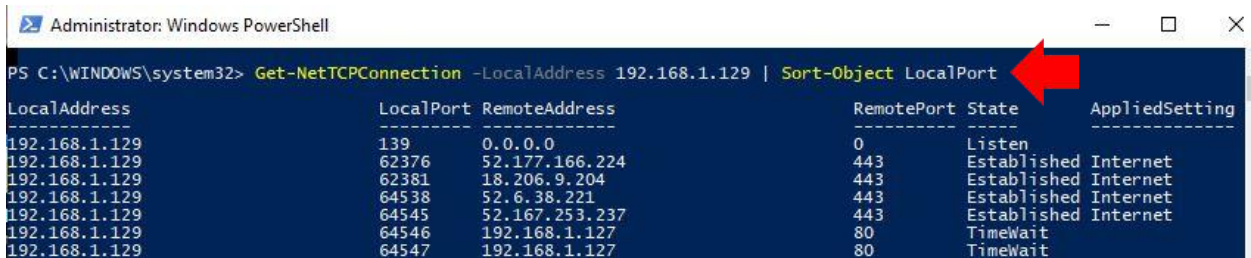 Administrator: Windows PowerShell
PS C:\WINDOWS\system32> Get-NetTCPConnection -LocalAddress 192.168.1.129 | Sort-Object LocalPort
LocalAddress LocalPort RemoteAddress RemotePort State AppliedSetting
------------ --------- ------------- ---------- ----- --------------
192.168.1.129 139 0.0.0.0 0 Listen
192.168.1.129 62376 52.177.166.224 443 Established Internet
192.168.1.129 62381 18.206.9.204 443 Established Internet
192.168.1.129 64538 52.6.38.221 443 Established Internet
192.168.1.129 64545 52.167.253.237 443 Established Internet
192.168.1.129 64546 192.168.1.127 80 TimeWait
192.168.1.129 64547 192.168.1.127 80 TimeWait